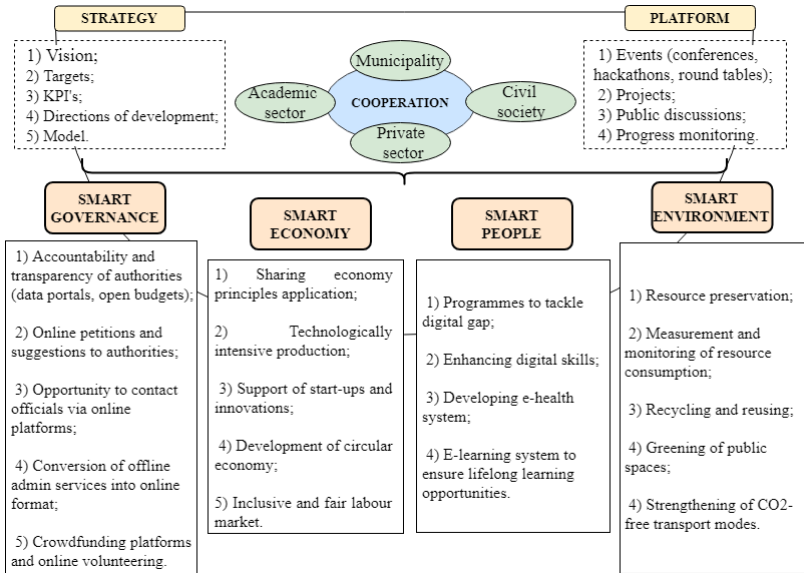 STRATEGY
1) Vision;
2) Targets;
3) KPI's;
4) Directions of development;
5) Model.
Municipality
Academic
sector
COOPERATION
Civil
society
Private
sector
PLATFORM
1) Events (conferences,
hackathons, round tables);
2) Projects;
3) Public discussions;
4) Progress monitoring.
SMART
GOVERNANCE
1) Accountability and
transparency of authorities
(data portals, open budgets);
2) Online petitions and
suggestions to authorities;
3) Opportunity to contact
officials via online
platforms;
4) Conversion of offline
admin services into online
format;
5) Crowdfunding platforms
and online volunteering.
SMART
ECONOMY
1) Sharing economy
principles application;
2) Technologically
intensive production;
3) Support of start-ups and
innovations;
4) Development of circular
economy;
5) Inclusive and fair labour
market.
SMART
PEOPLE
1) Programmes to tackle
digital gap;
2) Enhancing digital skills;
3) Developing e-health
system;
4) E-learning system to
ensure lifelong learning
opportunities.
SMART
ENVIRONMENT
1) Resource preservation;
2) Measurement and
monitoring of resource
consumption;
3) Recycling and reusing;
4) Greening of public
spaces;
4) Strengthening of CO2-
free transport modes.